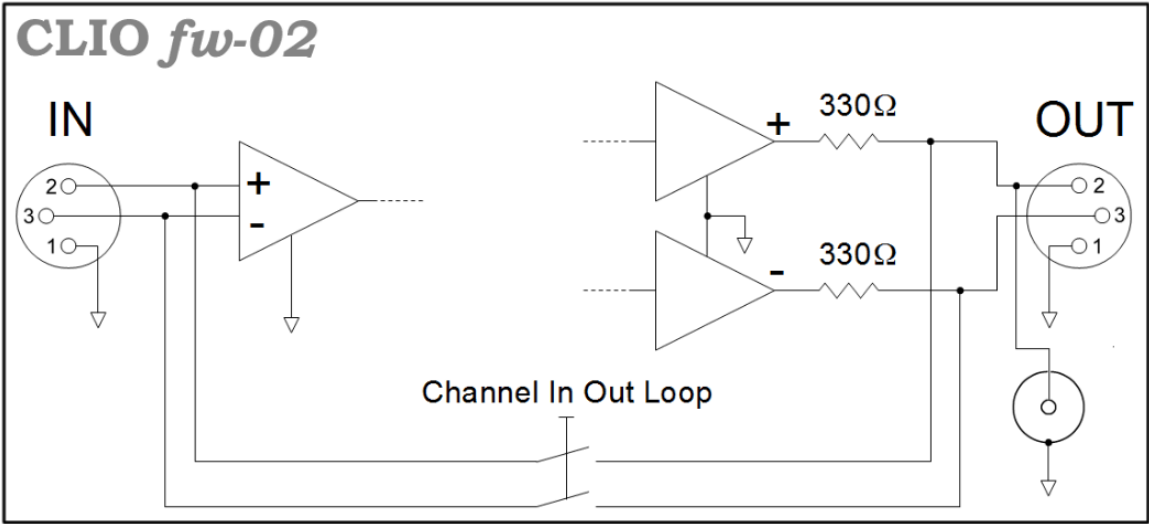 CLIO fw-02
IN
OUT
330Ω
330Ω
+
-
+
-
2
3
1
2
3
1
Channel In Out Loop